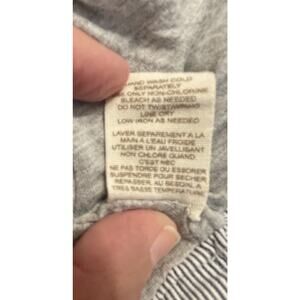 HAND WASH COLD
SEPARATELY
USE ONLY NON-CHLORINE
BLEACH AS NEEDED
DO NOT TWIST/WRING
LINE DRY
LOW IRON AS NEEDED
LAVER SEPAREMENT A LA
MAIN A L'EAU FROIDE
UTILISER UN JAVELLISANT
NON CHLORE QUAND
C'EST NEC
NE PAS TORDE OU ESSORER
SUSPENDRE POUR SECHER
REPASSER, AU BESOIN, A
TRES BASSE TEMPERATURE